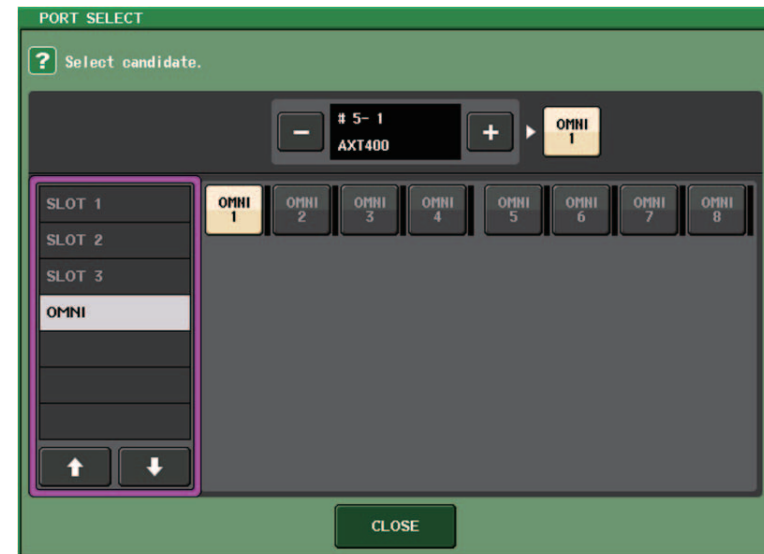 PORT SELECT
? Select candidate.
# 5- 1
AXT400
OMNI 1
SLOT 1
SLOT 2
SLOT 3
OMNI
OMNI 1 OMNI 2 OMNI 3 OMNI 4 OMNI 5 OMNI 6 OMNI 7 OMNI 8
CLOSE